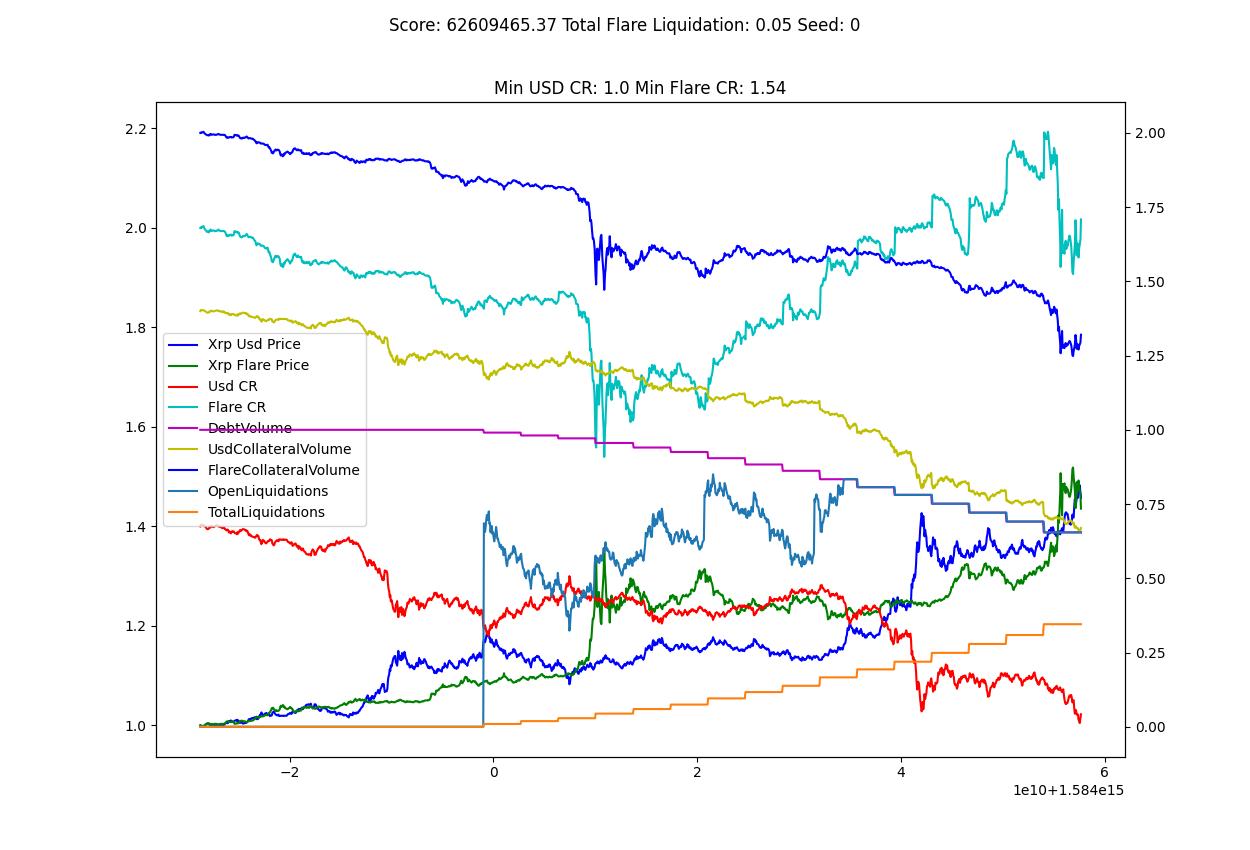 Score: 62609465.37 Total Flare Liquidation: 0.05 Seed: 0
Min USD CR: 1.0 Min Flare CR: 1.54
2.2
2.0
1.8
1.6
1.4
1.2
1.0
2.00
1.75
1.50
1.25
1.00
0.75
0.50
0.25
0.00
Xrp Usd Price
Xrp Flare Price
Usd CR
Flare CR
DebtVolume
UsdCollateralVolume
FlareCollateralVolume
OpenLiquidations
TotalLiquidations
−2 0 2 4 6
1e10+1.584e15